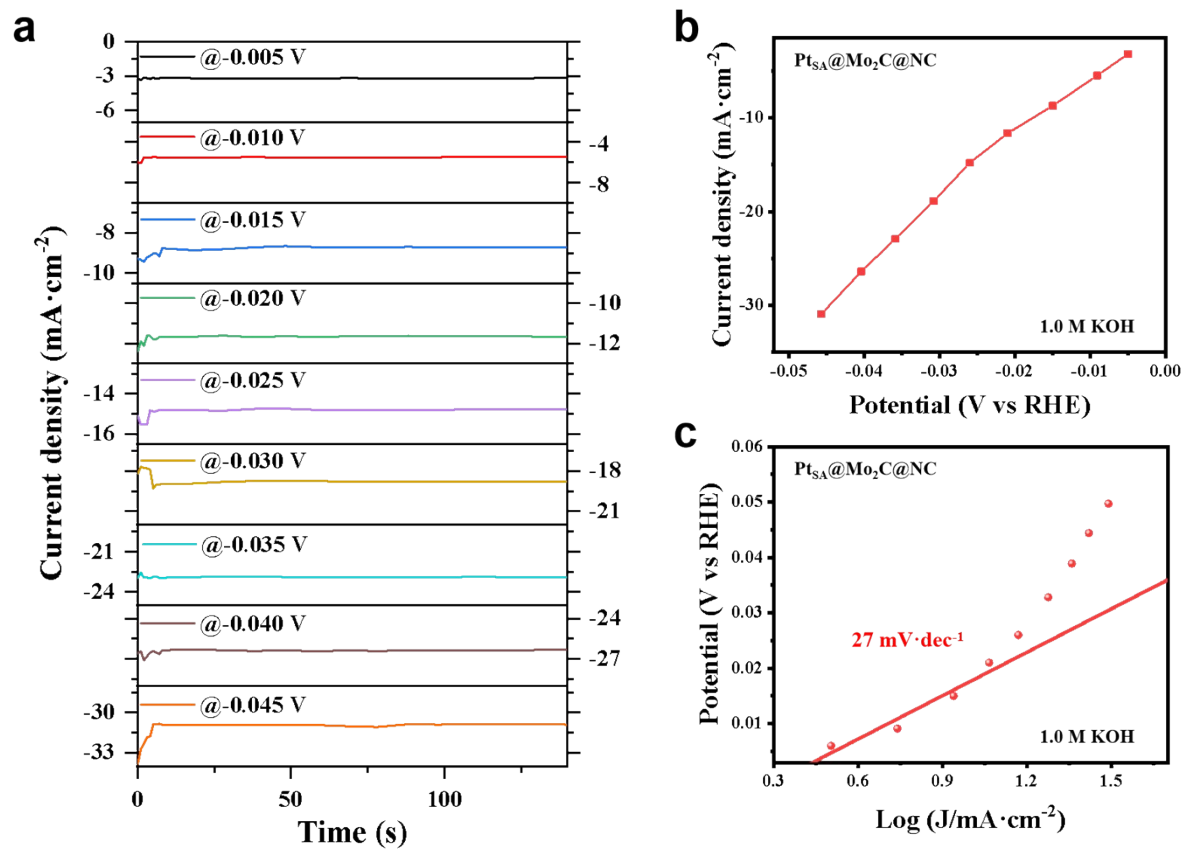 a
0
-3
-6
@-0.005 V
@-0.010 V
-4
-8
@-0.015 V
-9
-10
@-0.020 V
-10
-12
@-0.025 V
-14
-16
@-0.030 V
-18
-21
@-0.035 V
-21
-24
@-0.040 V
-24
-27
@-0.045 V
-30
-33
0
50
100
Time (s)
Current density (mA·cm⁻²)
b
PtSA@Mo₂C@NC
1.0 M KOH
-10
-20
-30
-0.05
-0.04
-0.03
-0.02
-0.01
0.00
Potential (V vs RHE)
Current density (mA·cm⁻²)
c
PtSA@Mo₂C@NC
27 mV·dec⁻¹
1.0 M KOH
0.06
0.05
0.04
0.03
0.02
0.01
0.3
0.6
0.9
1.2
1.5
Log (J/mA·cm⁻²)
Potential (V vs RHE)